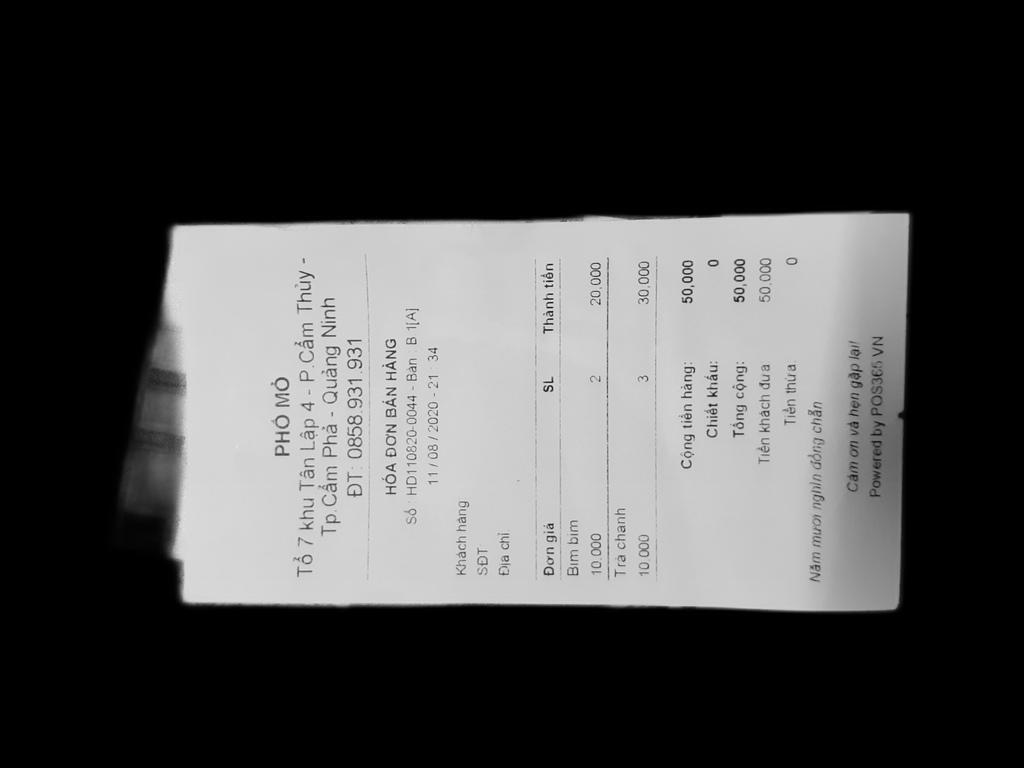 PHỐ MỎ
Tổ 7 khu Tân Lập 4 - P.Cẩm Thủy -
Tp.Cẩm Phả - Quảng Ninh
ĐT: 0858.931.931
HÓA ĐƠN BÁN HÀNG
Số : HD110820-0044 - Bàn : B 1[A]
11 / 08 / 2020 - 21 : 34
Khách hàng
SĐT
Địa chỉ
Đơn giá SL Thành tiền
Bim bim
10.000 2 20,000
Trà chanh
10 000 3 30,000
Cộng tiền hàng: 50,000
Chiết khấu: 0
Tổng cộng: 50,000
Tiền khách đưa 50,000
Tiền thừa: 0
Năm mươi nghìn đồng chẵn
Cảm ơn và hẹn gặp lại!
Powered by POS365.VN